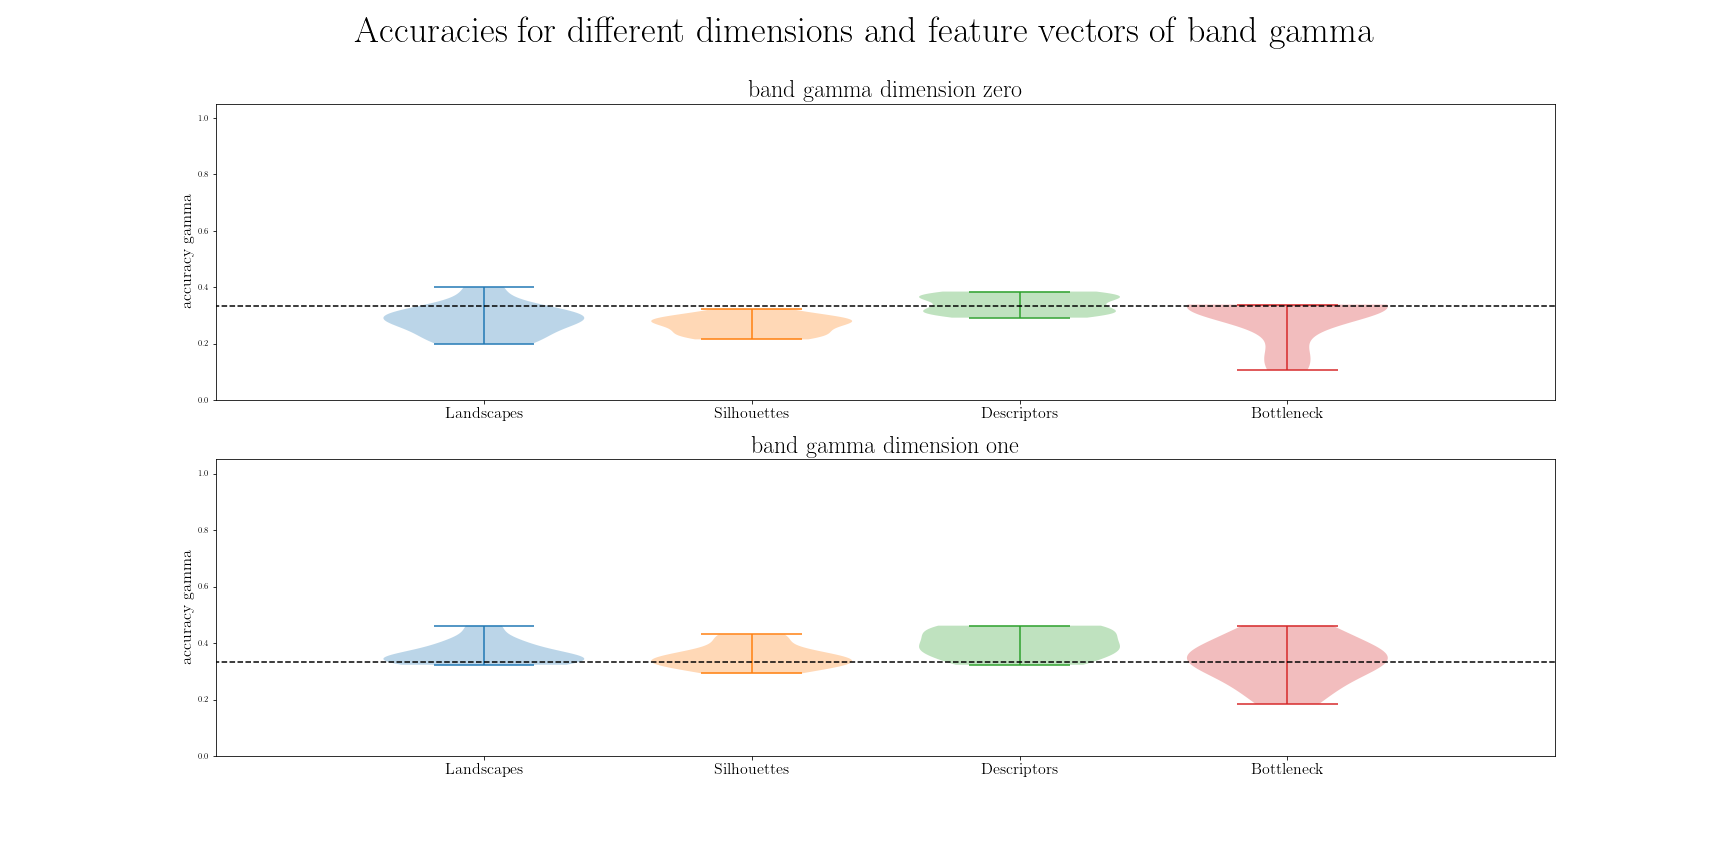 Accuracies for different dimensions and feature vectors of band gamma
band gamma dimension zero
accuracy gamma
1.0
0.8
0.6
0.4
0.2
0.0
Landscapes Silhouettes Descriptors Bottleneck
band gamma dimension one
accuracy gamma
1.0
0.8
0.6
0.4
0.2
0.0
Landscapes Silhouettes Descriptors Bottleneck